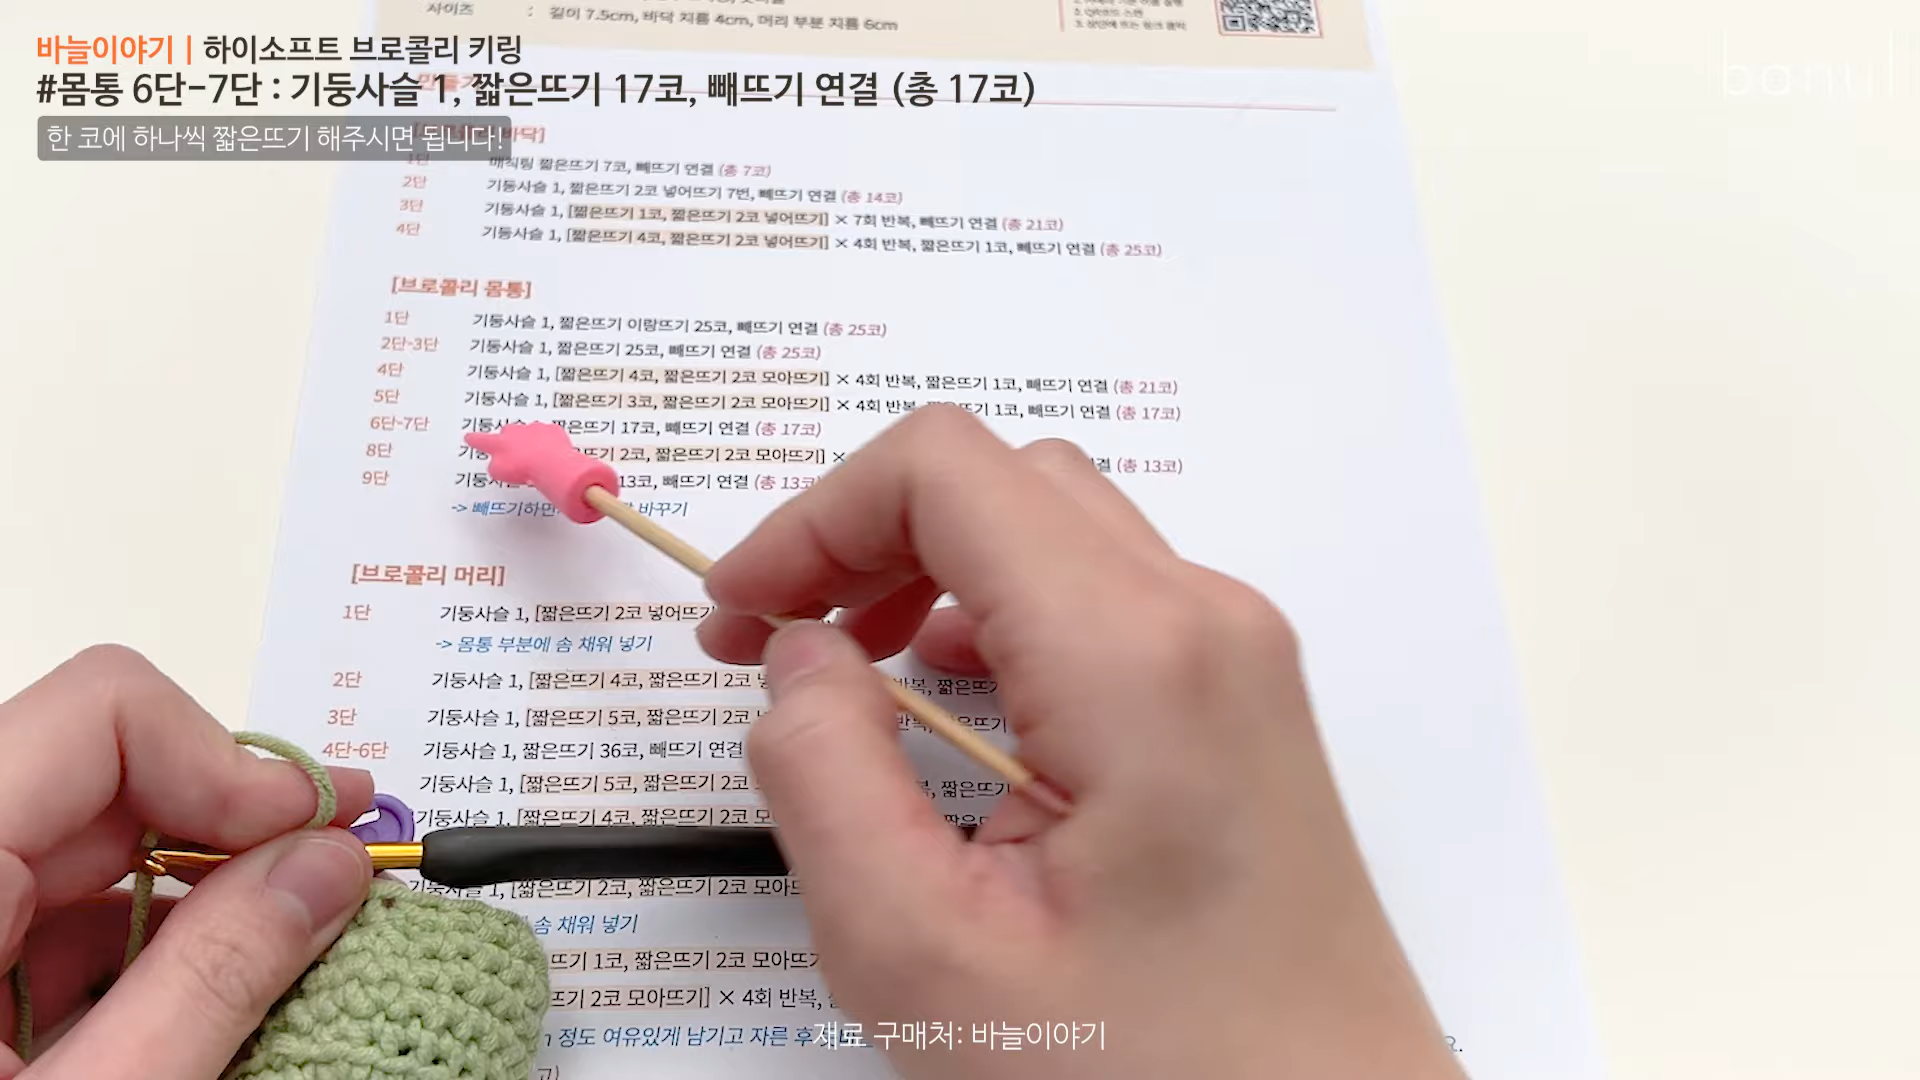 사이즈 : 길이 7.5cm, 바닥 지름 4cm, 머리 부분 지름 6cm
바늘이야기 | 하이소프트 브로콜리 키링
#몸통 6단-7단 : 기둥사슬 1, 짧은뜨기 17코, 빼뜨기 연결 (총 17코)
한 코에 하나씩 짧은뜨기 해주시면 됩니다!
banul
만들기
바닥]
1단 매직링 짧은뜨기 7코, 빼뜨기 연결 (총 7코)
2단 기둥사슬 1, 짧은뜨기 2코 넣어뜨기 7번, 빼뜨기 연결 (총 14코)
3단 기둥사슬 1, [짧은뜨기 1코, 짧은뜨기 2코 넣어뜨기] × 7회 반복, 빼뜨기 연결 (총 21코)
4단 기둥사슬 1, [짧은뜨기 4코, 짧은뜨기 2코 넣어뜨기] × 4회 반복, 짧은뜨기 1코, 빼뜨기 연결 (총 25코)
[브로콜리 몸통]
1단 기둥사슬 1, 짧은뜨기 이랑뜨기 25코, 빼뜨기 연결 (총 25코)
2단-3단 기둥사슬 1, 짧은뜨기 25코, 빼뜨기 연결 (총 25코)
4단 기둥사슬 1, [짧은뜨기 4코, 짧은뜨기 2코 모아뜨기] × 4회 반복, 짧은뜨기 1코, 빼뜨기 연결 (총 21코)
5단 기둥사슬 1, [짧은뜨기 3코, 짧은뜨기 2코 모아뜨기] × 4회 반복, 1코, 빼뜨기 연결 (총 17코)
6단-7단 짧은뜨기 17코, 빼뜨기 연결 (총 17코)
8단 2코, 짧은뜨기 2코 모아뜨기] × (총 13코)
9단 13코, 빼뜨기 연결 (총 13코)
-> 빼뜨기하면 바꾸기
[브로콜리 머리]
1단 기둥사슬 1, [짧은뜨기 2코 넣어뜨기
-> 몸통 부분에 솜 채워 넣기
2단 기둥사슬 1, [짧은뜨기 4코, 짧은뜨기 2코
3단 기둥사슬 1, [짧은뜨기 5코, 짧은뜨기 2코
4단-6단 기둥사슬 1, 짧은뜨기 36코, 빼뜨기 연결
기둥사슬 1, [짧은뜨기 5코, 짧은뜨기 2코
기둥사슬 1, [짧은뜨기 4코, 짧은뜨기 2코
1, [짧은뜨기 2코, 짧은뜨기 2코
솜 채워 넣기
1코, 짧은뜨기 2코 모아뜨기
2코 모아뜨기] × 4회 반복,
정도 여유있게 남기고 자른 후
재료 구매처: 바늘이야기